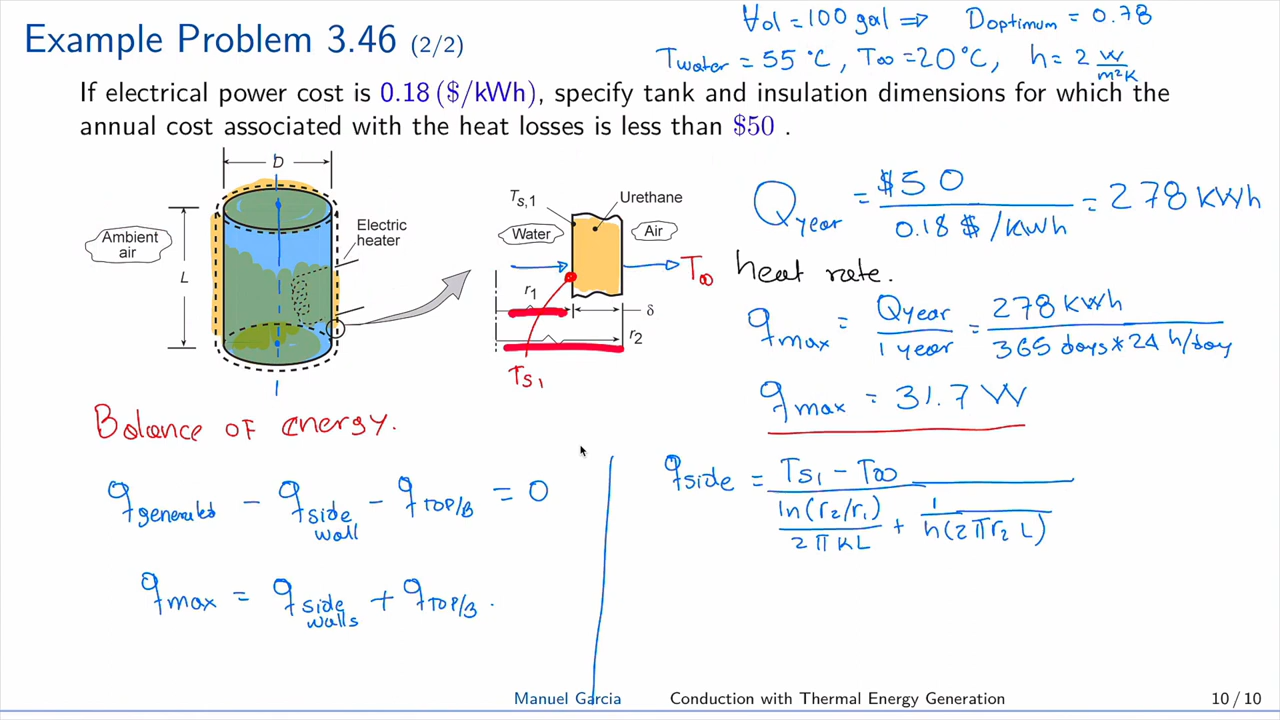 Example Problem 3.46 (2/2)
Vol = 100 gal ⇒ Doptimum = 0.78
Twater = 55 °C, T∞ = 20°C, h = 2 W/m²K
If electrical power cost is 0.18 ($/kWh), specify tank and insulation dimensions for which the
annual cost associated with the heat losses is less than $50 .
D
Ambient
air
L
Electric
heater
Ts,1
Urethane
Water
Air
T∞
r1
δ
r2
Ts1
Qyear = $50 / 0.18 $/kWh = 278 kWh
heat rate.
qmax = Qyear / 1 year = 278 kWh / 365 days * 24 h/day
qmax = 31.7 W
Balance of energy.
qgenerated - qside wall - qTOP/B = 0
qmax = qside walls + qTOP/B .
qside = Ts1 - T∞ / ln(r2/r1) / 2πkL + 1 / h(2πr2 L)
Manuel Garcia
Conduction with Thermal Energy Generation
10 / 10